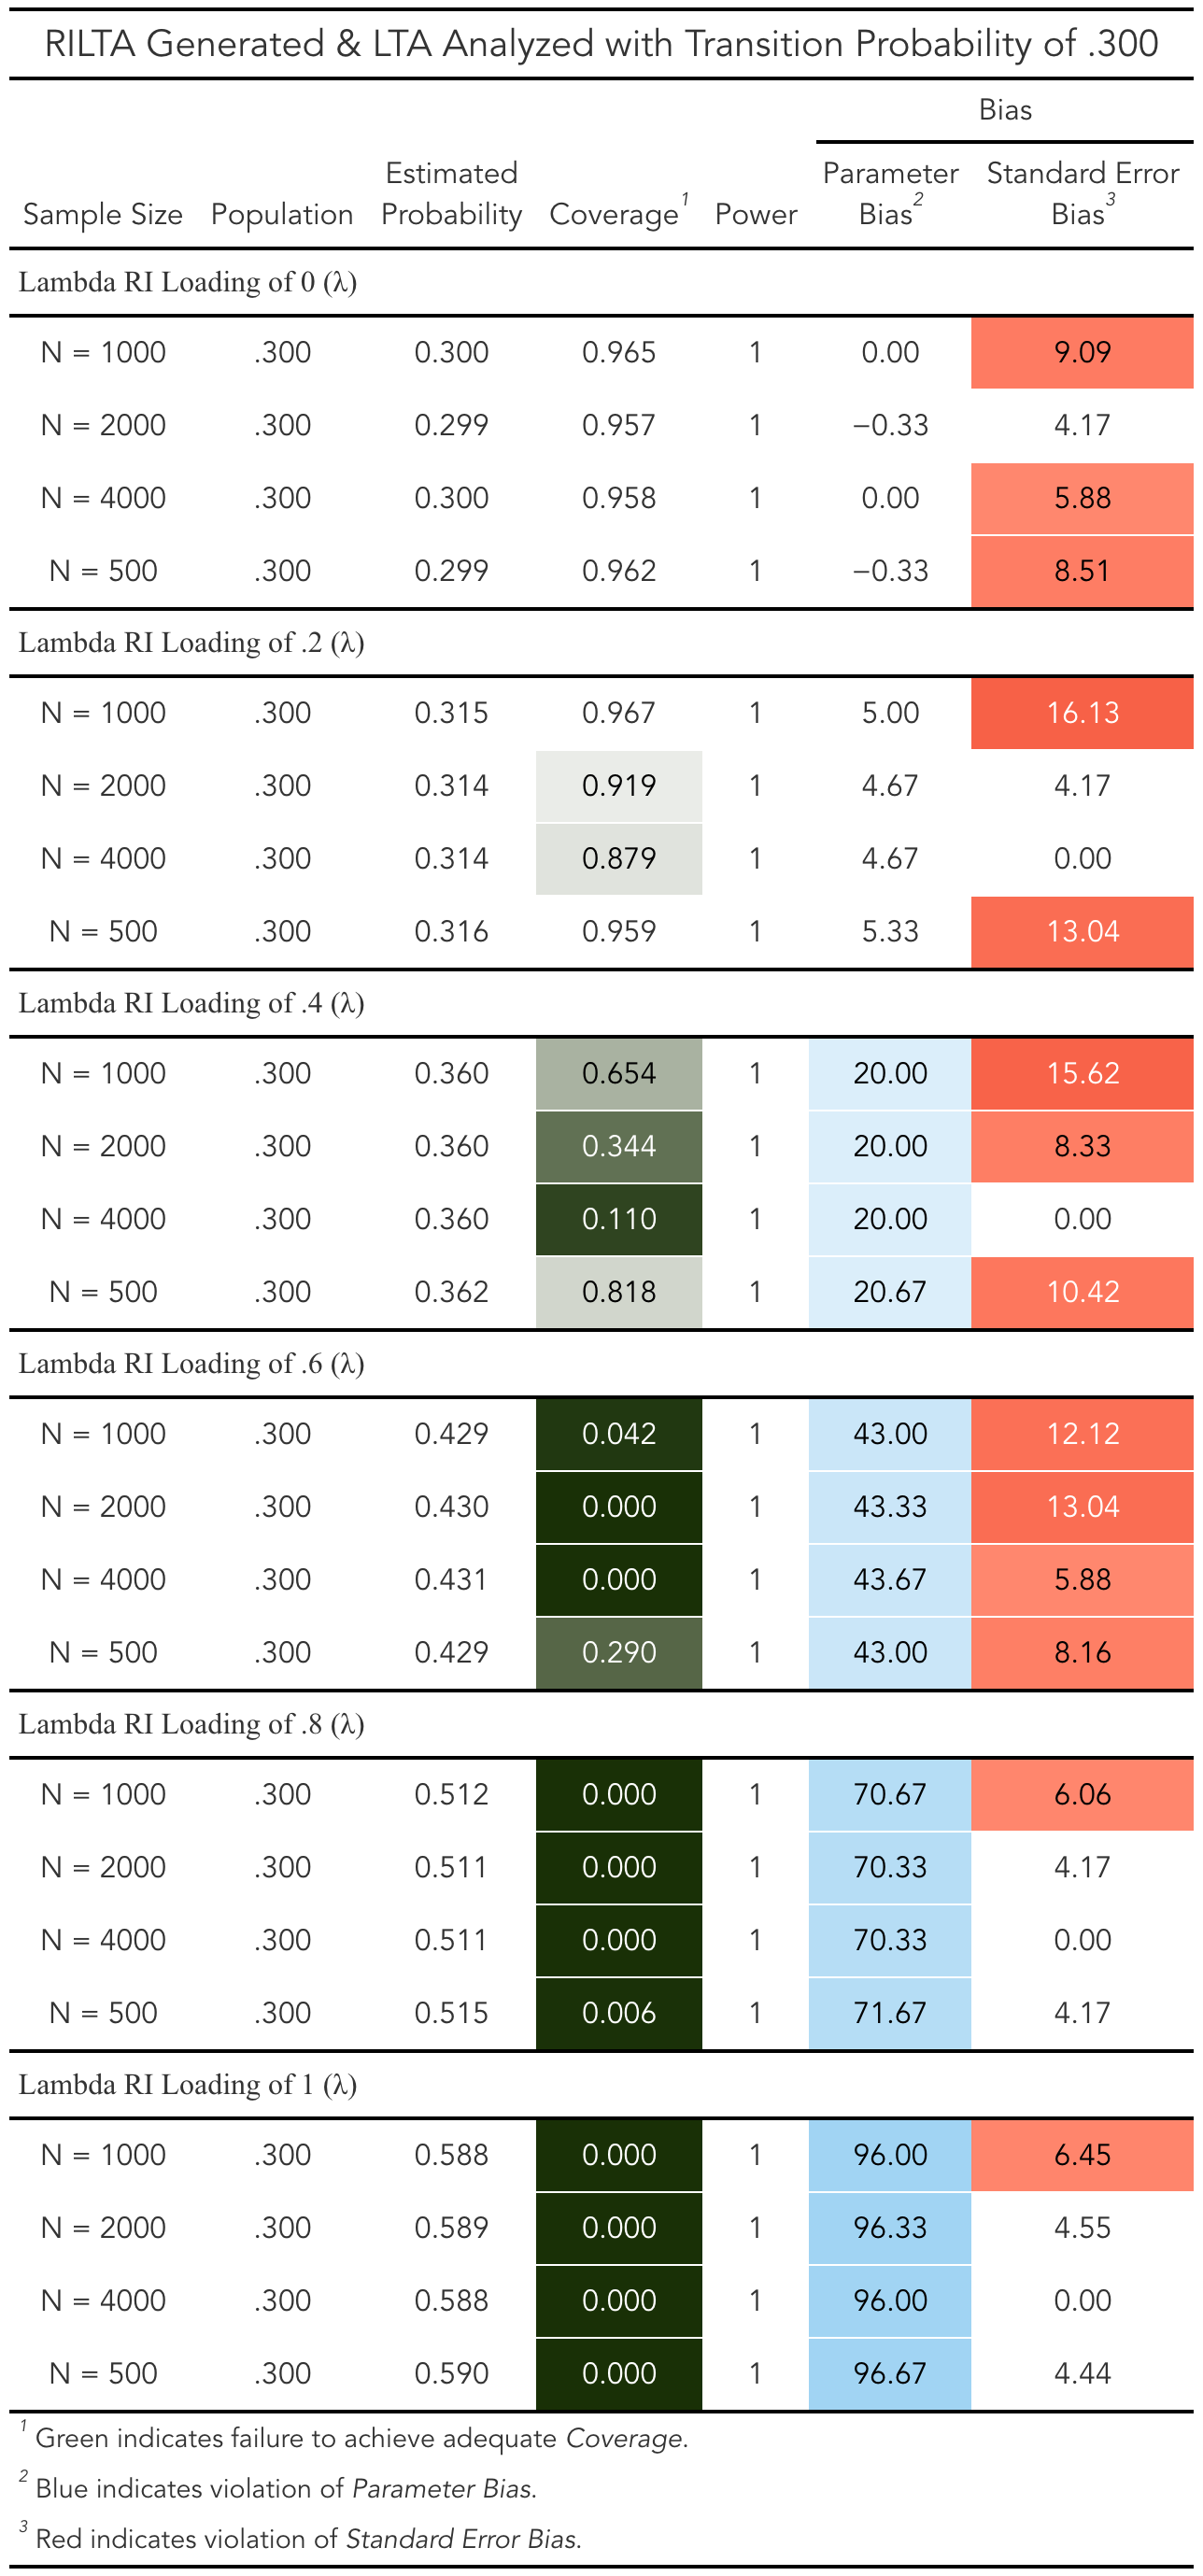 RILTA Generated & LTA Analyzed with Transition Probability of .300
Bias
Sample Size Population Estimated Probability Coverage1 Power Parameter Bias2 Standard Error Bias3
Lambda RI Loading of 0 (λ)
N = 1000 .300 0.300 0.965 1 0.00 9.09
N = 2000 .300 0.299 0.957 1 −0.33 4.17
N = 4000 .300 0.300 0.958 1 0.00 5.88
N = 500 .300 0.299 0.962 1 −0.33 8.51
Lambda RI Loading of .2 (λ)
N = 1000 .300 0.315 0.967 1 5.00 16.13
N = 2000 .300 0.314 0.919 1 4.67 4.17
N = 4000 .300 0.314 0.879 1 4.67 0.00
N = 500 .300 0.316 0.959 1 5.33 13.04
Lambda RI Loading of .4 (λ)
N = 1000 .300 0.360 0.654 1 20.00 15.62
N = 2000 .300 0.360 0.344 1 20.00 8.33
N = 4000 .300 0.360 0.110 1 20.00 0.00
N = 500 .300 0.362 0.818 1 20.67 10.42
Lambda RI Loading of .6 (λ)
N = 1000 .300 0.429 0.042 1 43.00 12.12
N = 2000 .300 0.430 0.000 1 43.33 13.04
N = 4000 .300 0.431 0.000 1 43.67 5.88
N = 500 .300 0.429 0.290 1 43.00 8.16
Lambda RI Loading of .8 (λ)
N = 1000 .300 0.512 0.000 1 70.67 6.06
N = 2000 .300 0.511 0.000 1 70.33 4.17
N = 4000 .300 0.511 0.000 1 70.33 0.00
N = 500 .300 0.515 0.006 1 71.67 4.17
Lambda RI Loading of 1 (λ)
N = 1000 .300 0.588 0.000 1 96.00 6.45
N = 2000 .300 0.589 0.000 1 96.33 4.55
N = 4000 .300 0.588 0.000 1 96.00 0.00
N = 500 .300 0.590 0.000 1 96.67 4.44
1 Green indicates failure to achieve adequate Coverage.
2 Blue indicates violation of Parameter Bias.
3 Red indicates violation of Standard Error Bias.